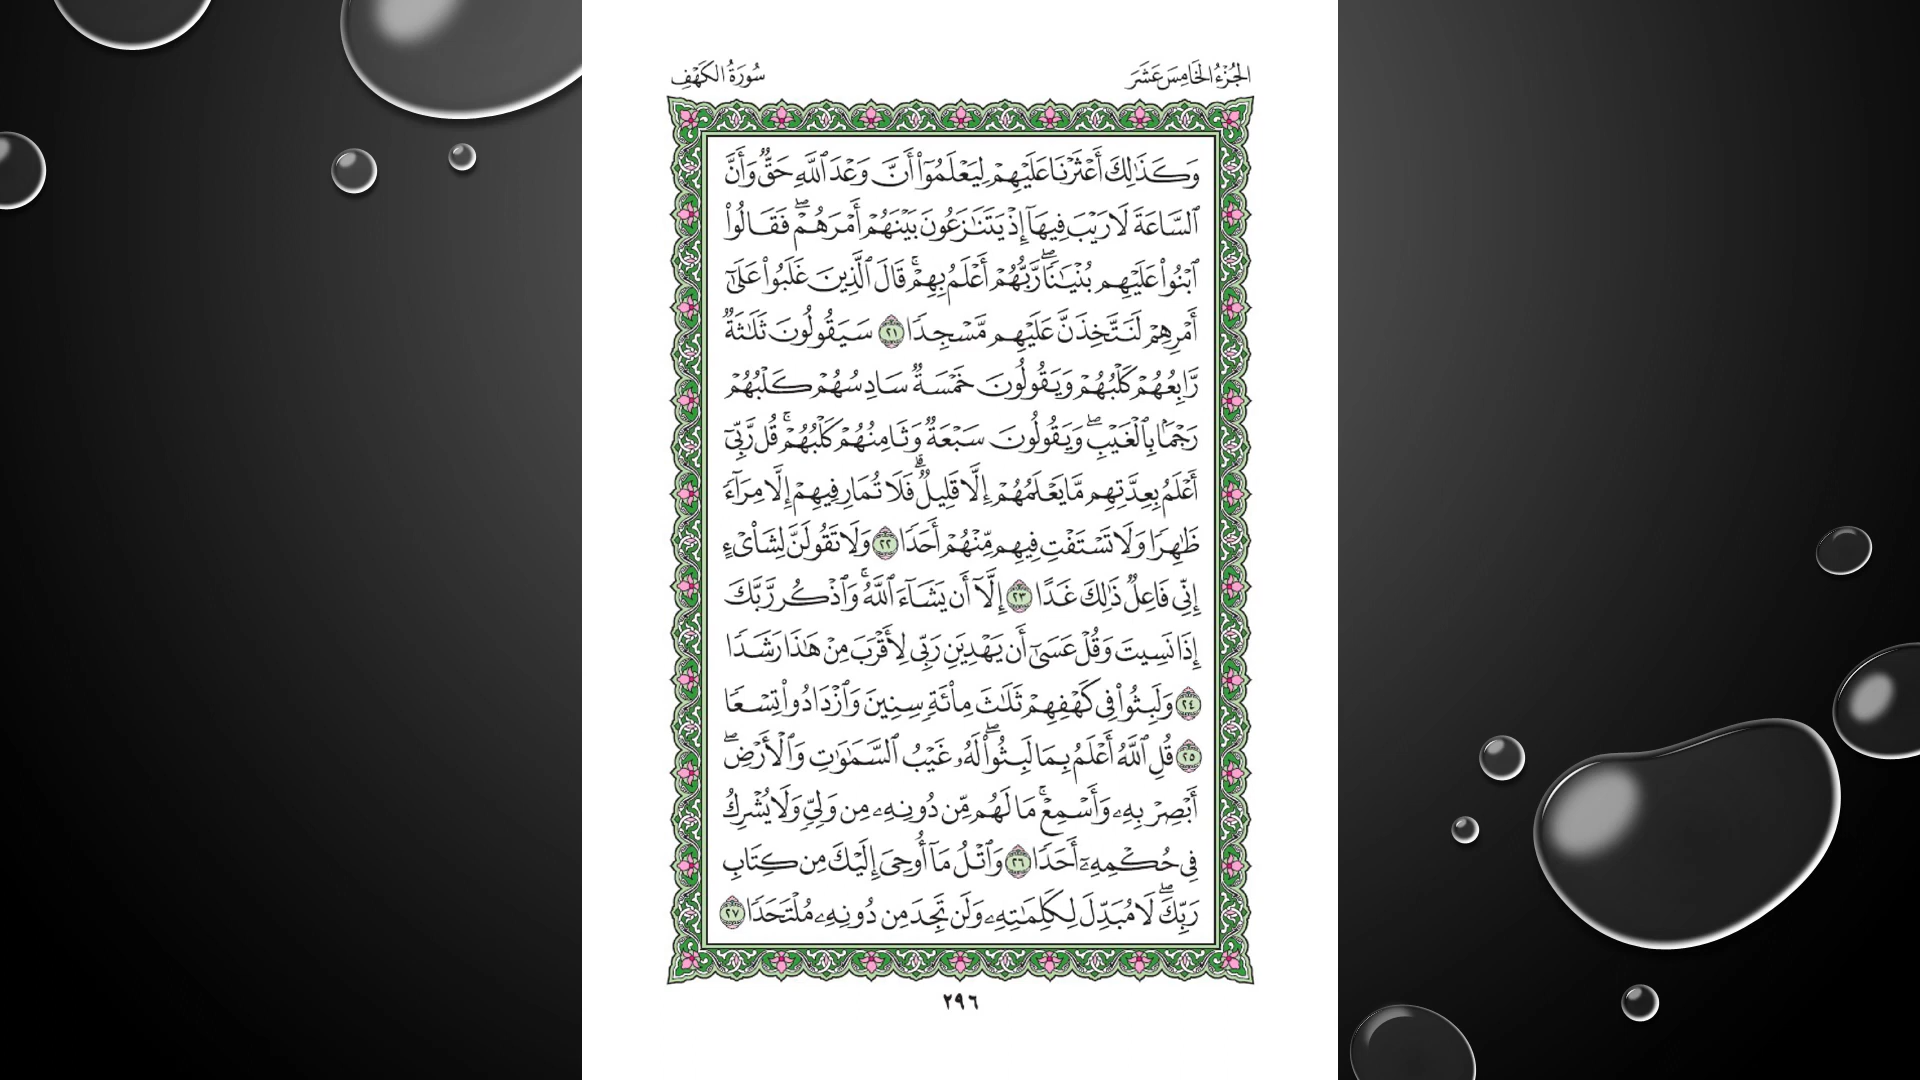 الجُزْءُ الخَامِسَ عَشَرَ
سُورَةُ الكَهْفِ
وَكَذَٰلِكَ أَعْثَرْنَا عَلَيْهِمْ لِيَعْلَمُوٓا۟ أَنَّ وَعْدَ ٱللَّهِ حَقٌّ وَأَنَّ
ٱلسَّاعَةَ لَا رَيْبَ فِيهَآ إِذْ يَتَنَٰزَعُونَ بَيْنَهُمْ أَمْرَهُمْ ۖ فَقَالُوا۟
ٱبْنُوا۟ عَلَيْهِم بُنْيَٰنًا ۖ رَّبُّهُمْ أَعْلَمُ بِهِمْ ۚ قَالَ ٱلَّذِينَ غَلَبُوا۟ عَلَىٰٓ
أَمْرِهِمْ لَنَتَّخِذَنَّ عَلَيْهِم مَّسْجِدًا ٢١ سَيَقُولُونَ ثَلَٰثَةٌ
رَّابِعُهُمْ كَلْبُهُمْ وَيَقُولُونَ خَمْسَةٌ سَادِسُهُمْ كَلْبُهُمْ
رَجْمًۢا بِٱلْغَيْبِ ۖ وَيَقُولُونَ سَبْعَةٌ وَثَامِنُهُمْ كَلْبُهُمْ ۚ قُل رَّبِّىٓ
أَعْلَمُ بِعِدَّتِهِم مَّا يَعْلَمُهُمْ إِلَّا قَلِيلٌ ۗ فَلَا تُمَارِ فِيهِمْ إِلَّا مِرَآءً
ظَٰهِرًا وَلَا تَسْتَفْتِ فِيهِم مِّنْهُمْ أَحَدًا ٢٢ وَلَا تَقُولَنَّ لِشَا۟ىْءٍ
إِنِّى فَاعِلٌ ذَٰلِكَ غَدًا ٢٣ إِلَّآ أَن يَشَآءَ ٱللَّهُ ۚ وَٱذْكُر رَّبَّكَ
إِذَا نَسِيتَ وَقُلْ عَسَىٰٓ أَن يَهْدِيَنِ رَبِّى لِأَقْرَبَ مِنْ هَٰذَا رَشَدًا
٢٤ وَلَبِثُوا۟ فِى كَهْفِهِمْ ثَلَٰثَ مِا۟ئَةٍ سِنِينَ وَٱزْدَادُوا۟ تِسْعًا
٢٥ قُلِ ٱللَّهُ أَعْلَمُ بِمَا لَبِثُوا۟ ۖ لَهُۥ غَيْبُ ٱلسَّمَٰوَٰتِ وَٱلْأَرْضِ ۖ
أَبْصِرْ بِهِۦ وَأَسْمِعْ ۚ مَا لَهُم مِّن دُونِهِۦ مِن وَلِىٍّ وَلَا يُشْرِكُ
فِى حُكْمِهِۦٓ أَحَدًا ٢٦ وَٱتْلُ مَآ أُوحِىَ إِلَيْكَ مِن كِتَابِ
رَبِّكَ ۖ لَا مُبَدِّلَ لِكَلِمَٰتِهِۦ وَلَن تَجِدَ مِن دُونِهِۦ مُلْتَحَدًا ٢٧
٢٩٦